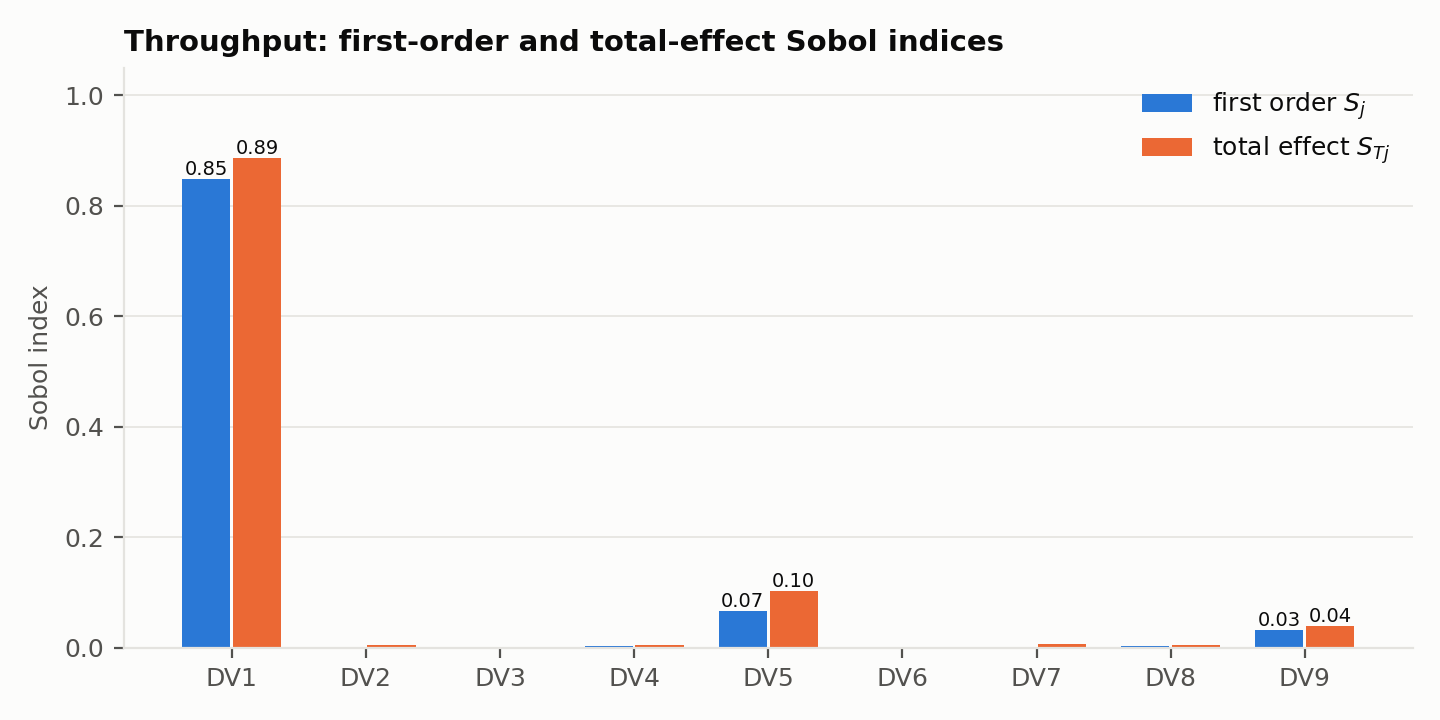 Throughput: first-order and total-effect Sobol indices
first order Sj
total effect STj
Sobol index
1.0
0.8
0.6
0.4
0.2
0.0
0.85
0.89
0.07
0.10
0.03
0.04
DV1 DV2 DV3 DV4 DV5 DV6 DV7 DV8 DV9